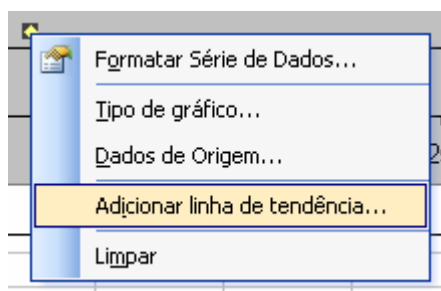 Formatar Série de Dados...
Tipo de gráfico...
Dados de Origem...
Adicionar linha de tendência...
Limpar